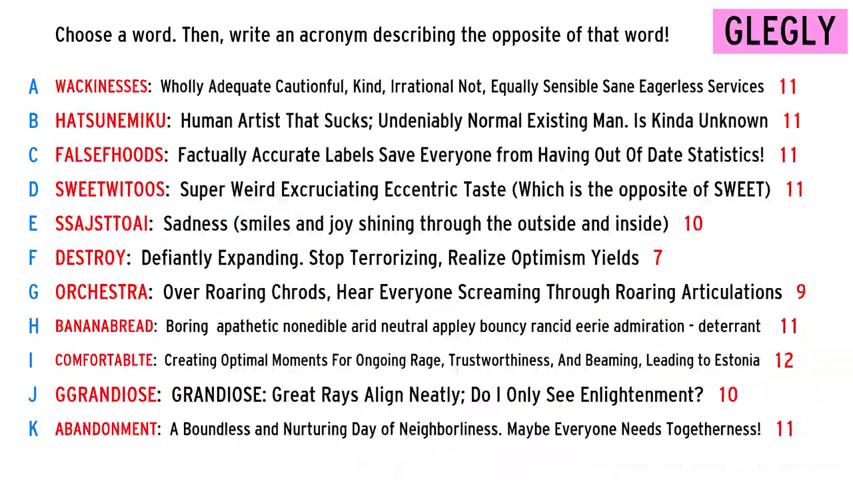 Choose a word. Then, write an acronym describing the opposite of that word!
GLEGLY
A WACKINESSES: Wholly Adequate Cautionful, Kind, Irrational Not, Equally Sensible Sane Eagerless Services 11
B HATSUNEMIKU: Human Artist That Sucks; Undeniably Normal Existing Man. Is Kinda Unknown 11
C FALSEFHOODS: Factually Accurate Labels Save Everyone from Having Out Of Date Statistics! 11
D SWEETWITOOS: Super Weird Excruciating Eccentric Taste (Which is the opposite of SWEET) 11
E SSAJSTTOAI: Sadness (smiles and joy shining through the outside and inside) 10
F DESTROY: Defiantly Expanding. Stop Terrorizing, Realize Optimism Yields 7
G ORCHESTRA: Over Roaring Chrods, Hear Everyone Screaming Through Roaring Articulations 9
H BANANABREAD: Boring apathetic nonedible arid neutral appley bouncy rancid eerie admiration - deterrant 11
I COMFORTABLTE: Creating Optimal Moments For Ongoing Rage, Trustworthiness, And Beaming, Leading to Estonia 12
J GGRANDIOSE: GRANDIOSE: Great Rays Align Neatly; Do I Only See Enlightenment? 10
K ABANDONMENT: A Boundless and Nurturing Day of Neighborliness. Maybe Everyone Needs Togetherness! 11